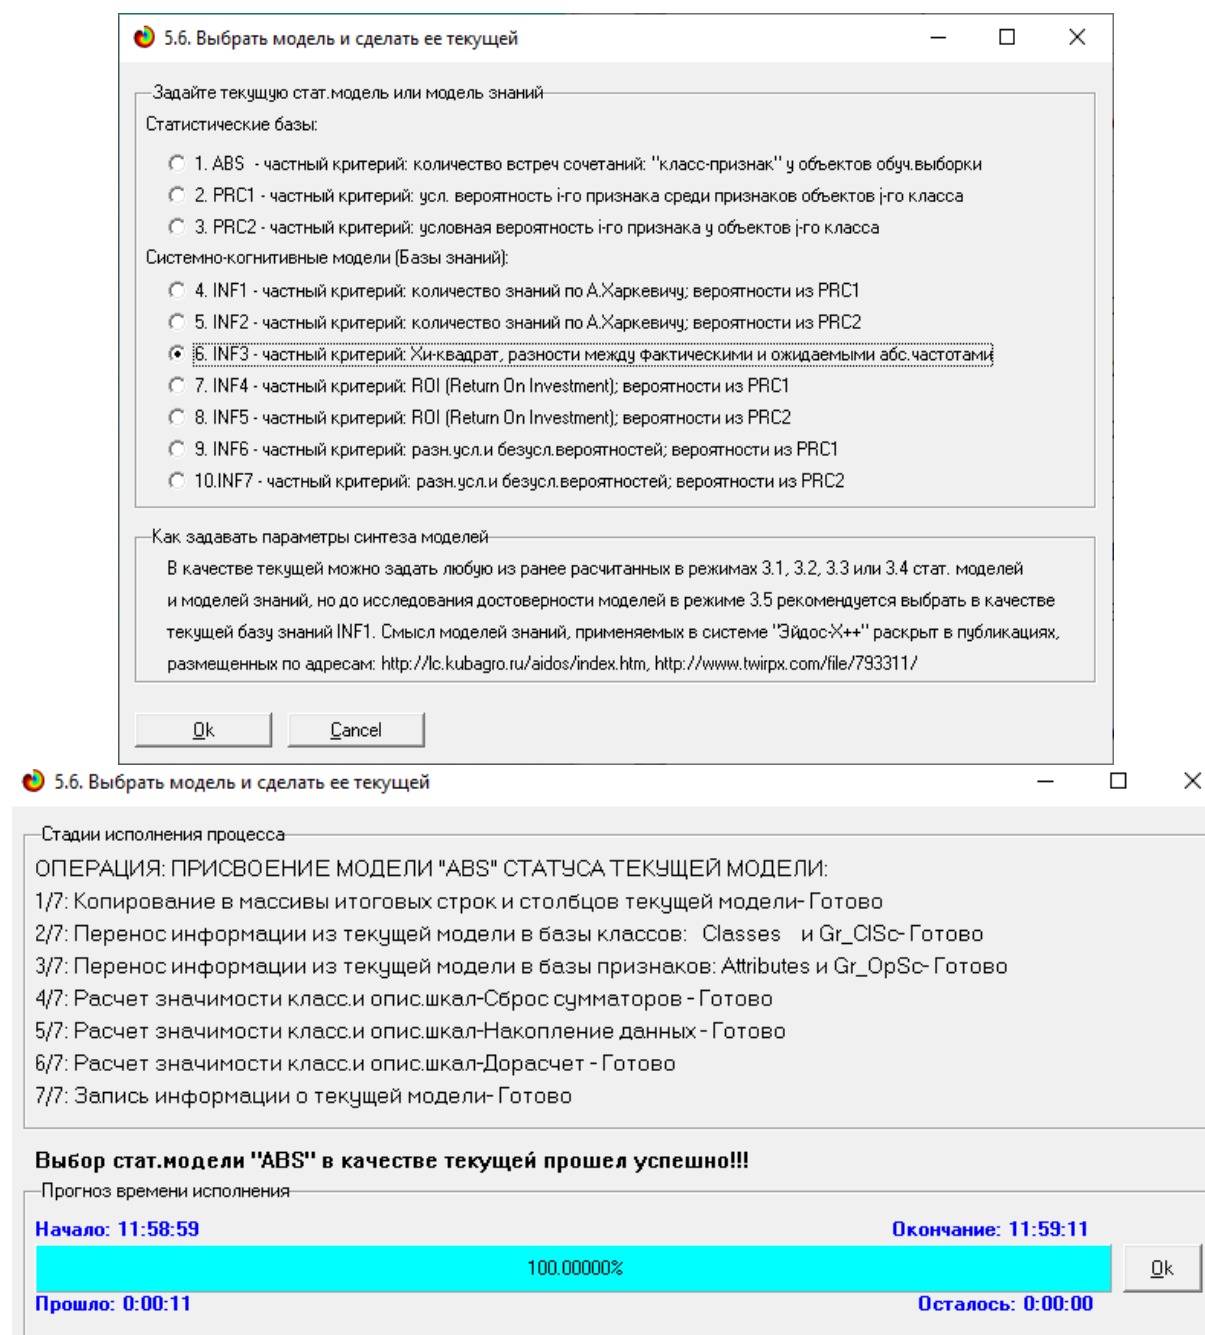 5.6. Выбрать модель и сделать ее текущей
Задайте текущую стат.модель или модель знаний
Статистические базы:
1. ABS - частный критерий: количество встреч сочетаний: "класс-признак" у объектов обуч.выборки
2. PRC1 - частный критерий: усл. вероятность i-го признака среди признаков объектов j-го класса
3. PRC2 - частный критерий: условная вероятность i-го признака у объектов j-го класса
Системно-когнитивные модели (Базы знаний):
4. INF1 - частный критерий: количество знаний по А.Харкевичу; вероятности из PRC1
5. INF2 - частный критерий: количество знаний по А.Харкевичу; вероятности из PRC2
6. INF3 - частный критерий: Хи-квадрат, разности между фактическими и ожидаемыми абс.частотами
7. INF4 - частный критерий: ROI (Return On Investment); вероятности из PRC1
8. INF5 - частный критерий: ROI (Return On Investment); вероятности из PRC2
9. INF6 - частный критерий: разн.усл.и безусл.вероятностей; вероятности из PRC1
10.INF7 - частный критерий: разн.усл.и безусл.вероятностей; вероятности из PRC2
Как задавать параметры синтеза моделей
В качестве текущей можно задать любую из ранее расчитанных в режимах 3.1, 3.2, 3.3 или 3.4 стат. моделей
и моделей знаний, но до исследования достоверности моделей в режиме 3.5 рекомендуется выбрать в качестве
текущей базу знаний INF1. Смысл моделей знаний, применяемых в системе "Эйдос-X++" раскрыт в публикациях,
размещенных по адресам: http://lc.kubagro.ru/aidos/index.htm, http://www.twirpx.com/file/793311/
Ok Cancel
5.6. Выбрать модель и сделать ее текущей
Стадии исполнения процесса
ОПЕРАЦИЯ: ПРИСВОЕНИЕ МОДЕЛИ "ABS" СТАТУСА ТЕКУЩЕЙ МОДЕЛИ:
1/7: Копирование в массивы итоговых строк и столбцов текущей модели- Готово
2/7: Перенос информации из текущей модели в базы классов: Classes и Gr_ClSc- Готово
3/7: Перенос информации из текущей модели в базы признаков: Attributes и Gr_OpSc- Готово
4/7: Расчет значимости класс.и опис.шкал-Сброс сумматоров - Готово
5/7: Расчет значимости класс.и опис.шкал-Накопление данных - Готово
6/7: Расчет значимости класс.и опис.шкал-Дорасчет - Готово
7/7: Запись информации о текущей модели- Готово
Выбор стат.модели "ABS" в качестве текущей прошел успешно!!!
Прогноз времени исполнения
Начало: 11:58:59 Окончание: 11:59:11
100.00000% Ok
Прошло: 0:00:11 Осталось: 0:00:00